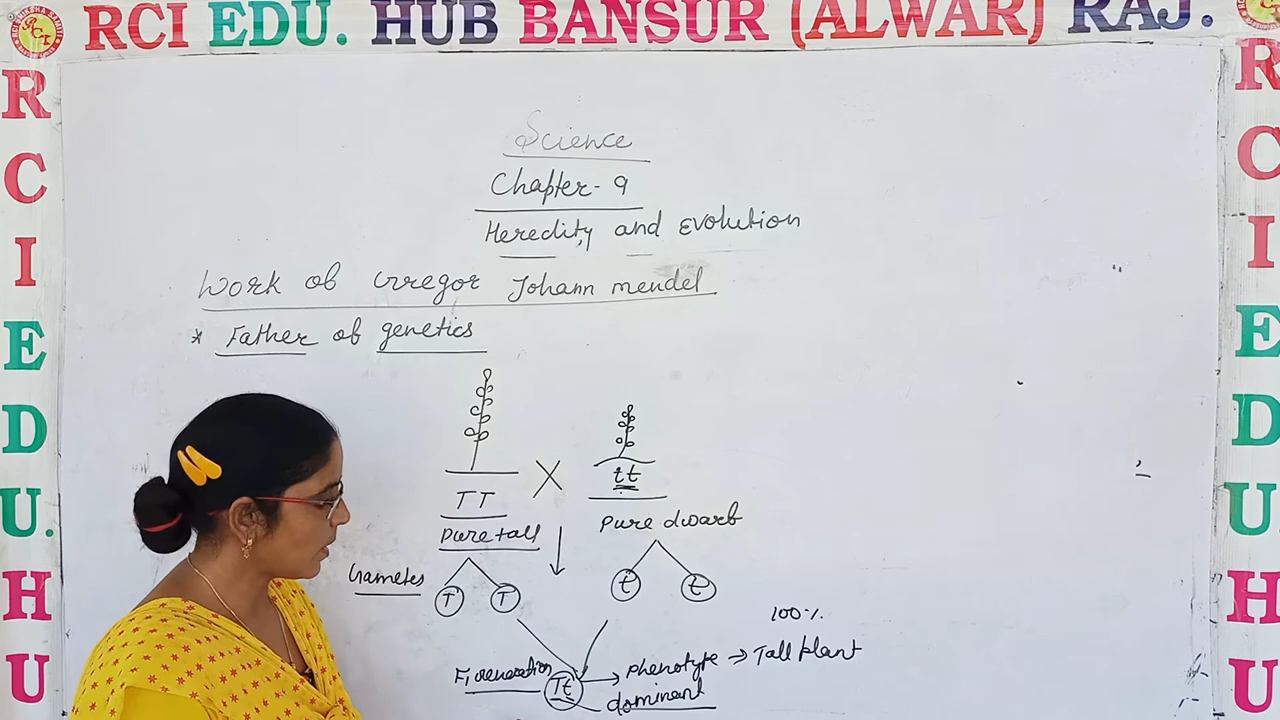 RCI EDU. HUB BANSUR (ALWAR) RAJ.
RCI EDU. HU
RCIEDU HU
Science
Chapter-9
Heredity and Evolution
Work of Gregor Johann mendel
* Father of genetics
X
TT
tt
pure tall
pure dwarf
Gametes
T T
t t
100%
F1 Generation
Tt
Phenotype → Tall plant
dominant